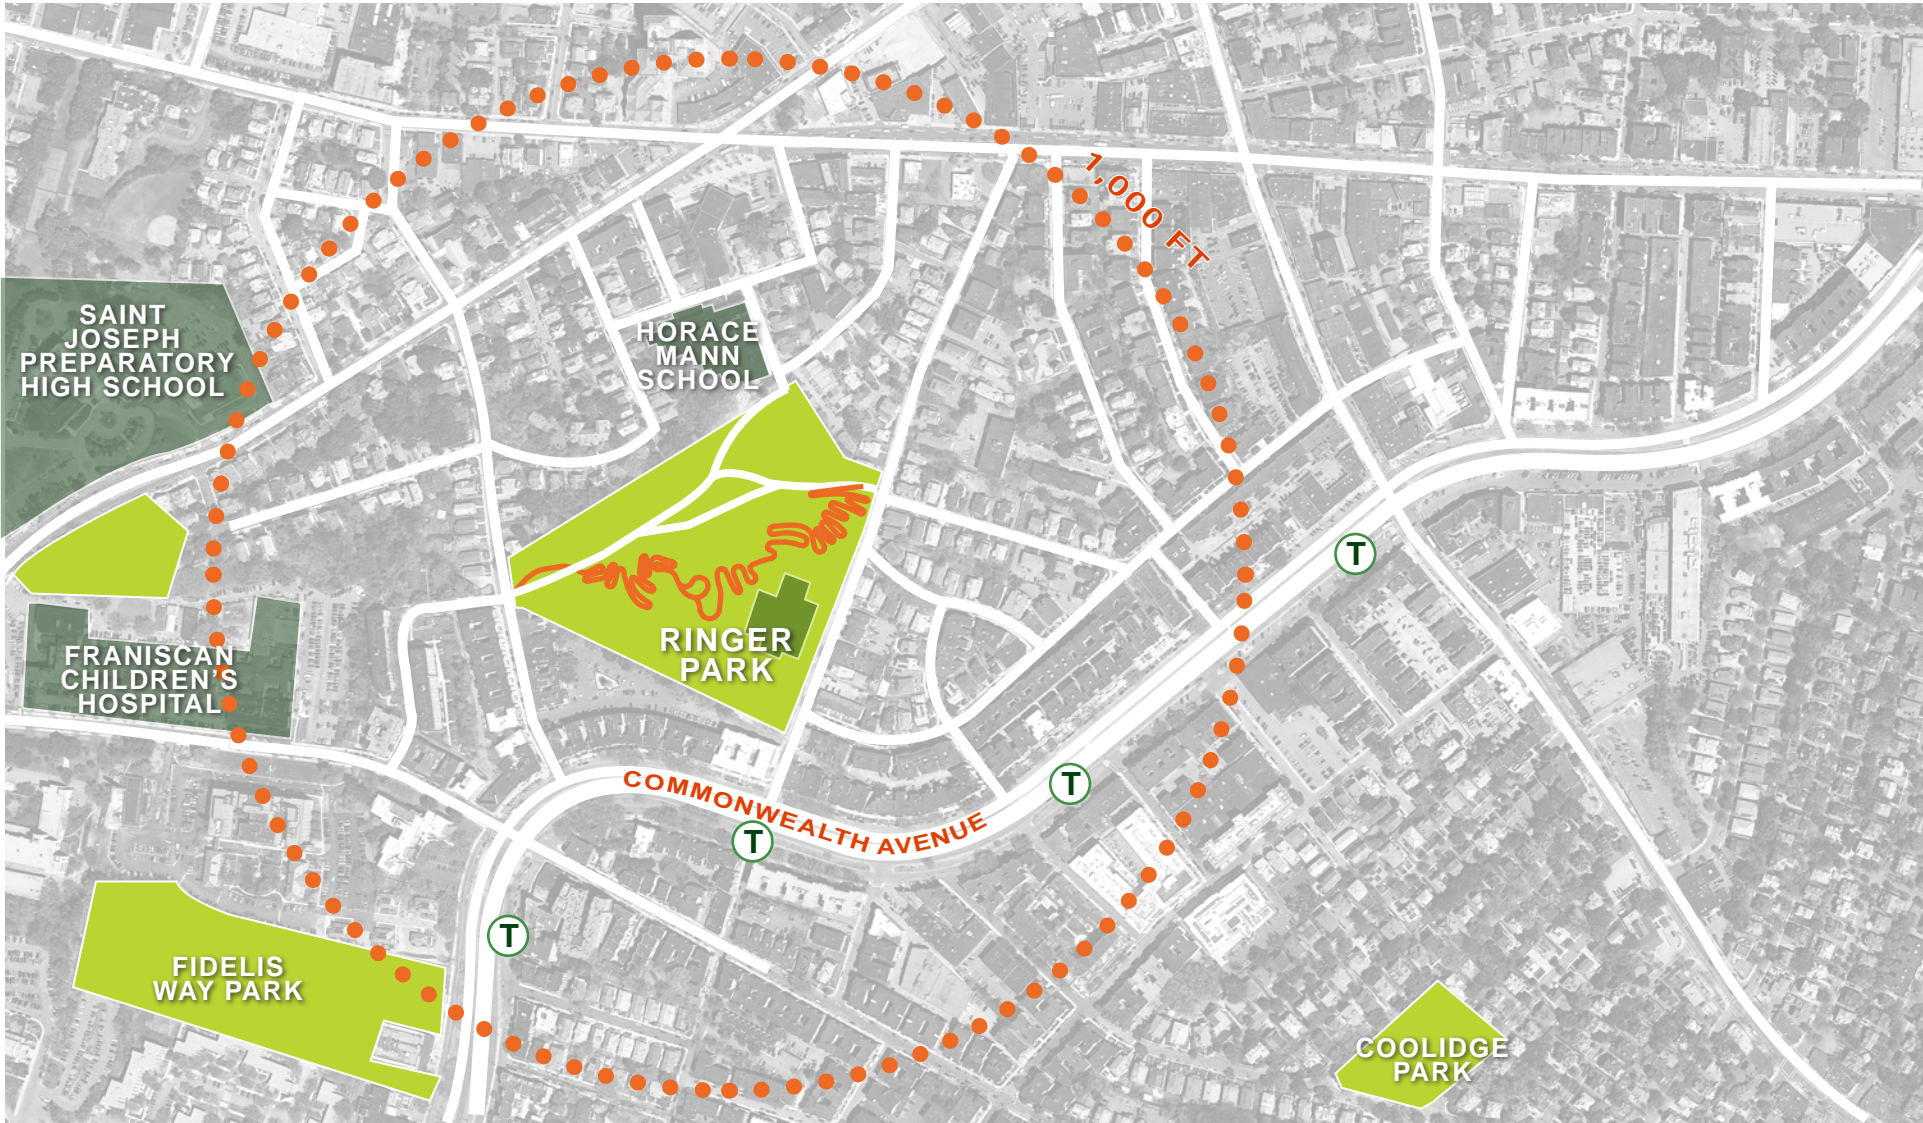 1,000 FT
SAINT
JOSEPH
PREPARATORY
HIGH SCHOOL
HORACE
MANN
SCHOOL
T
RINGER
PARK
FRANISCAN
CHILDREN'S
HOSPITAL
COMMONWEALTH AVENUE
T
T
T
FIDELIS
WAY PARK
COOLIDGE
PARK